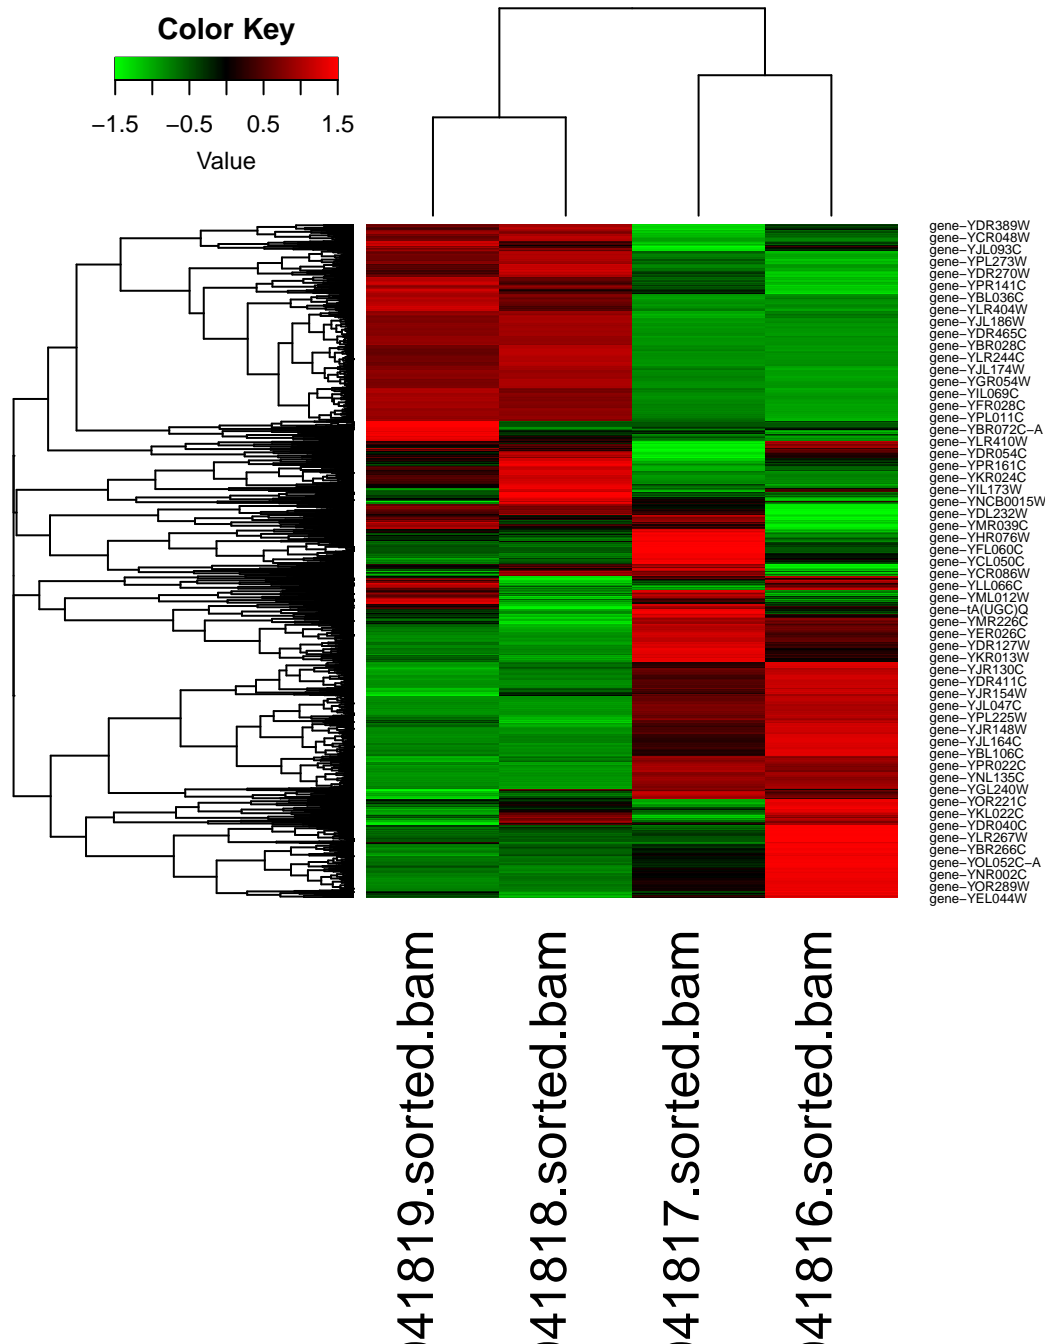 Color Key
−1.5 −0.5 0.5 1.5
Value
gene−YDR389W
gene−YCR048W
gene−YJL093C
gene−YPL273W
gene−YDR270W
gene−YPR141C
gene−YBL036C
gene−YLR404W
gene−YJL186W
gene−YDR465C
gene−YBR028C
gene−YLR244C
gene−YJL174W
gene−YGR054W
gene−YIL069C
gene−YFR028C
gene−YPL011C
gene−YBR072C−A
gene−YLR410W
gene−YDR054C
gene−YPR161C
gene−YKR024C
gene−YIL173W
gene−YNCB0015W
gene−YDL232W
gene−YMR039C
gene−YHR076W
gene−YFL060C
gene−YCL050C
gene−YCR086W
gene−YLL066C
gene−YML012W
gene−tA(UGC)Q
gene−YMR226C
gene−YER026C
gene−YDR127W
gene−YKR013W
gene−YJR130C
gene−YDR411C
gene−YJR154W
gene−YJL047C
gene−YPL225W
gene−YJR148W
gene−YJL164C
gene−YBL106C
gene−YPR022C
gene−YNL135C
gene−YGL240W
gene−YOR221C
gene−YKL022C
gene−YDR040C
gene−YLR267W
gene−YBR266C
gene−YOL052C−A
gene−YNR002C
gene−YOR289W
gene−YEL044W
41819.sorted.bam
41818.sorted.bam
41817.sorted.bam
41816.sorted.bam